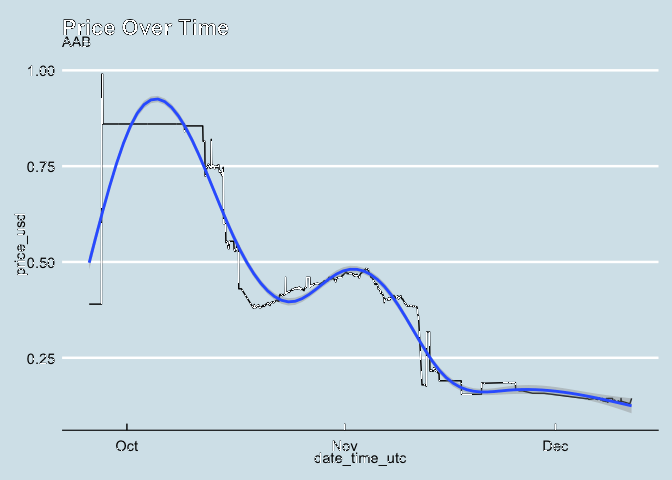 Price Over Time
AAB
1.00
0.75
0.50
0.25
price_usd
Oct Nov Dec
date_time_utc